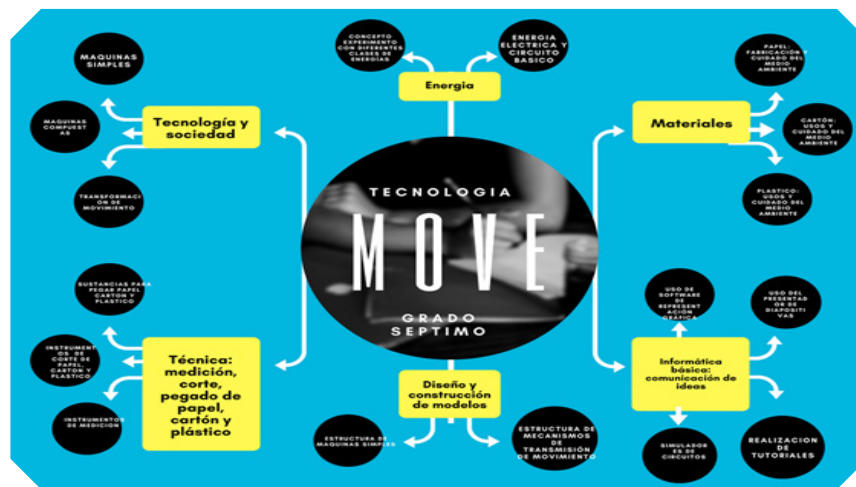 TECNOLOGIA
MOVE
GRADO
SEPTIMO
Energia
CONCEPTO
EXPERIMENTO
CON DIFERENTES
CLASES DE
ENERGÍAS
ENERGIA
ELECTRICA Y
CIRCUITO
BASICO
Tecnología y
sociedad
MAQUINAS
SIMPLES
MAQUINAS
COMPUEST
AS
TRANSFORMACI
ÓN DE
MOVIMIENTO
Materiales
PAPEL:
FABRICACIÓN Y
CUIDADO DEL
MEDIO
AMBIENTE
CARTÓN:
USOS Y
CUIDADO DEL
MEDIO
AMBIENTE
PLASTICO:
USOS Y
CUIDADO DEL
MEDIO
AMBIENTE
Técnica:
medición,
corte,
pegado de
papel,
cartón y
plástico
SUSTANCIAS PARA
PEGAR PAPEL
CARTON Y
PLASTICO
INSTRUMENT
OS DE
CORTE DE
PAPEL,
CARTON Y
PLASTICO
INSTRUMENTOS
DE MEDICION
Diseño y
construcción
de modelos
ESTRUCTURA DE
MAQUINAS SIMPLES
ESTRUCTURA DE
MECANISMOS
DE
TRANSMISIÓN
DE MOVIMIENTO
Informática
básica:
comunicación de
ideas
USO DE
SOFTWARE
DE
REPRESENT
ACIÓN
GRÁFICA
USO DEL
PRESENTAD
OR DE
DIAPOSITI
VAS
SIMULADOR
ES DE
CIRCUITOS
REALIZACION
DE
TUTORIALES